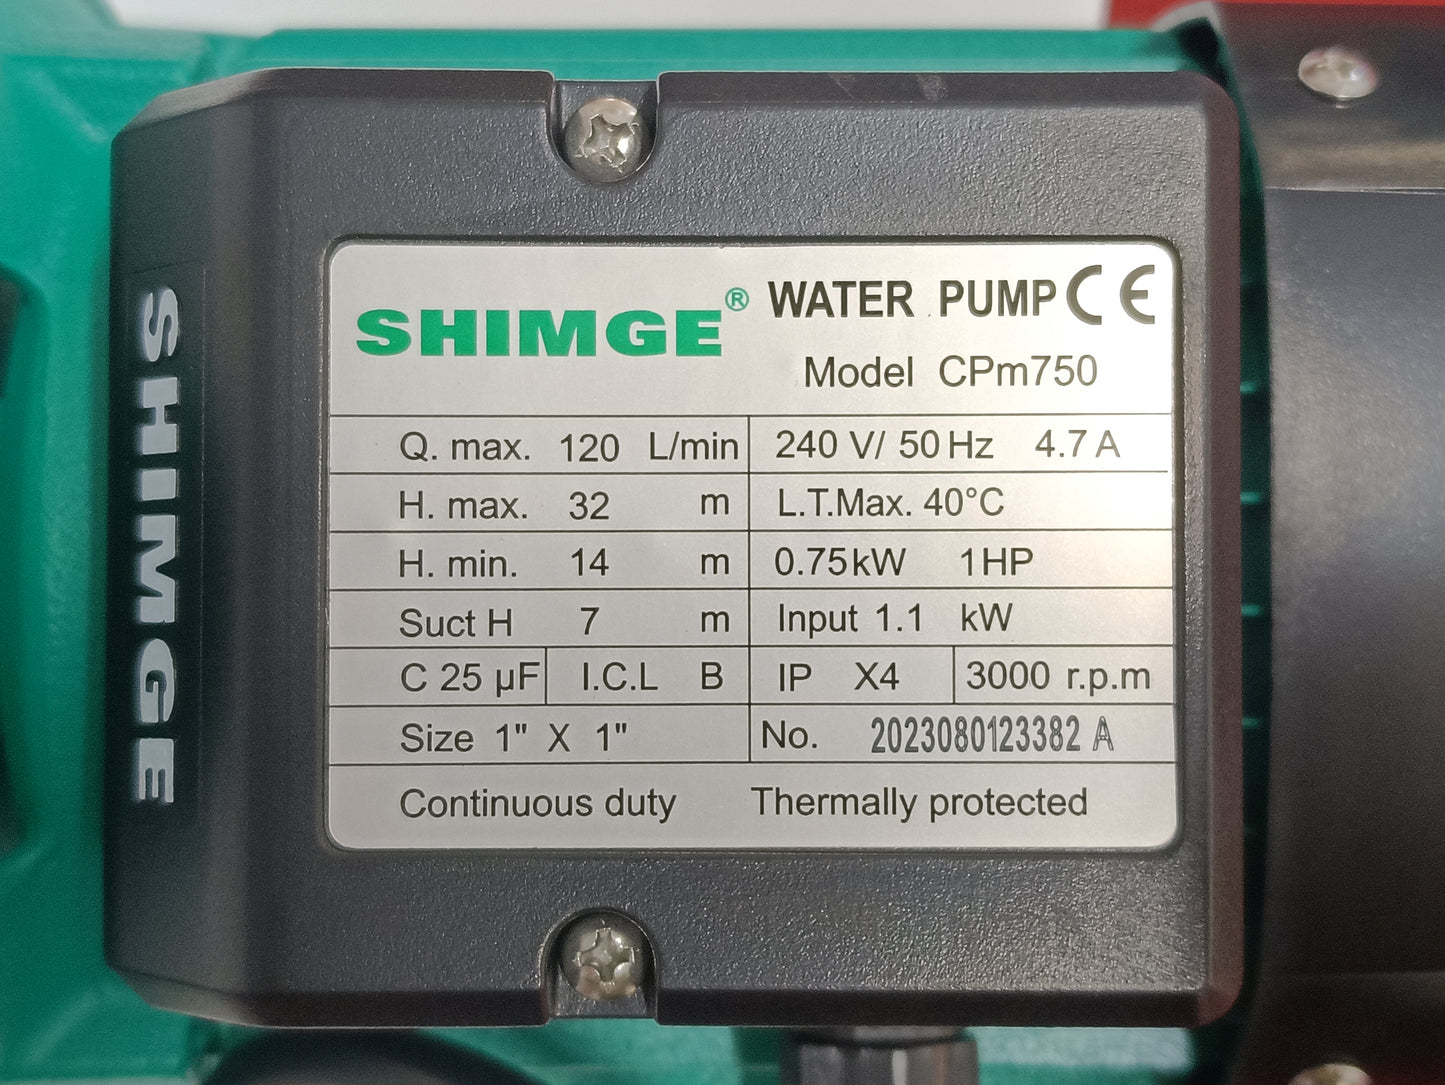 SHIMGE
SHIMGE® WATER PUMP CE
Model CPm750
Q. max. 120 L/min 240 V/ 50 Hz 4.7 A
H. max. 32 m L.T.Max. 40°C
H. min. 14 m 0.75kW 1HP
Suct H 7 m Input 1.1 kW
C 25 µF I.C.L B IP X4 3000 r.p.m
Size 1" X 1" No. 2023080123382 A
Continuous duty Thermally protected